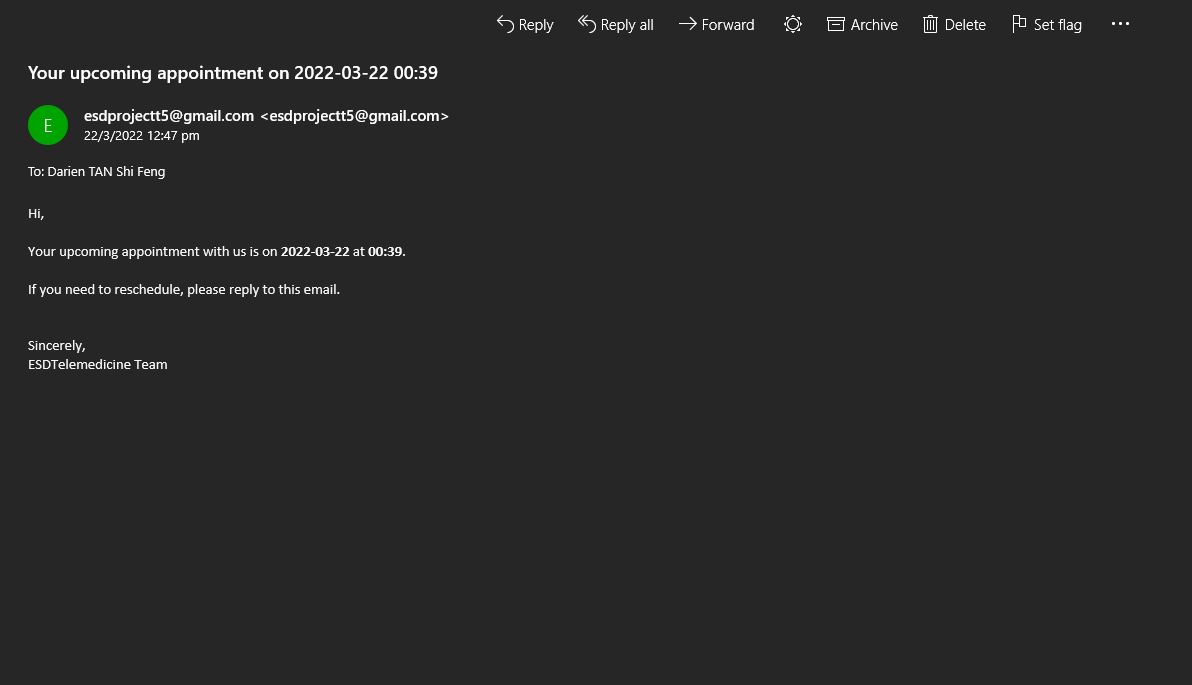 Reply Reply all Forward Archive Delete Set flag
Your upcoming appointment on 2022-03-22 00:39
E
esdprojectt5@gmail.com <esdprojectt5@gmail.com>
22/3/2022 12:47 pm
To: Darien TAN Shi Feng
Hi,
Your upcoming appointment with us is on 2022-03-22 at 00:39.
If you need to reschedule, please reply to this email.
Sincerely,
ESDTelemedicine Team